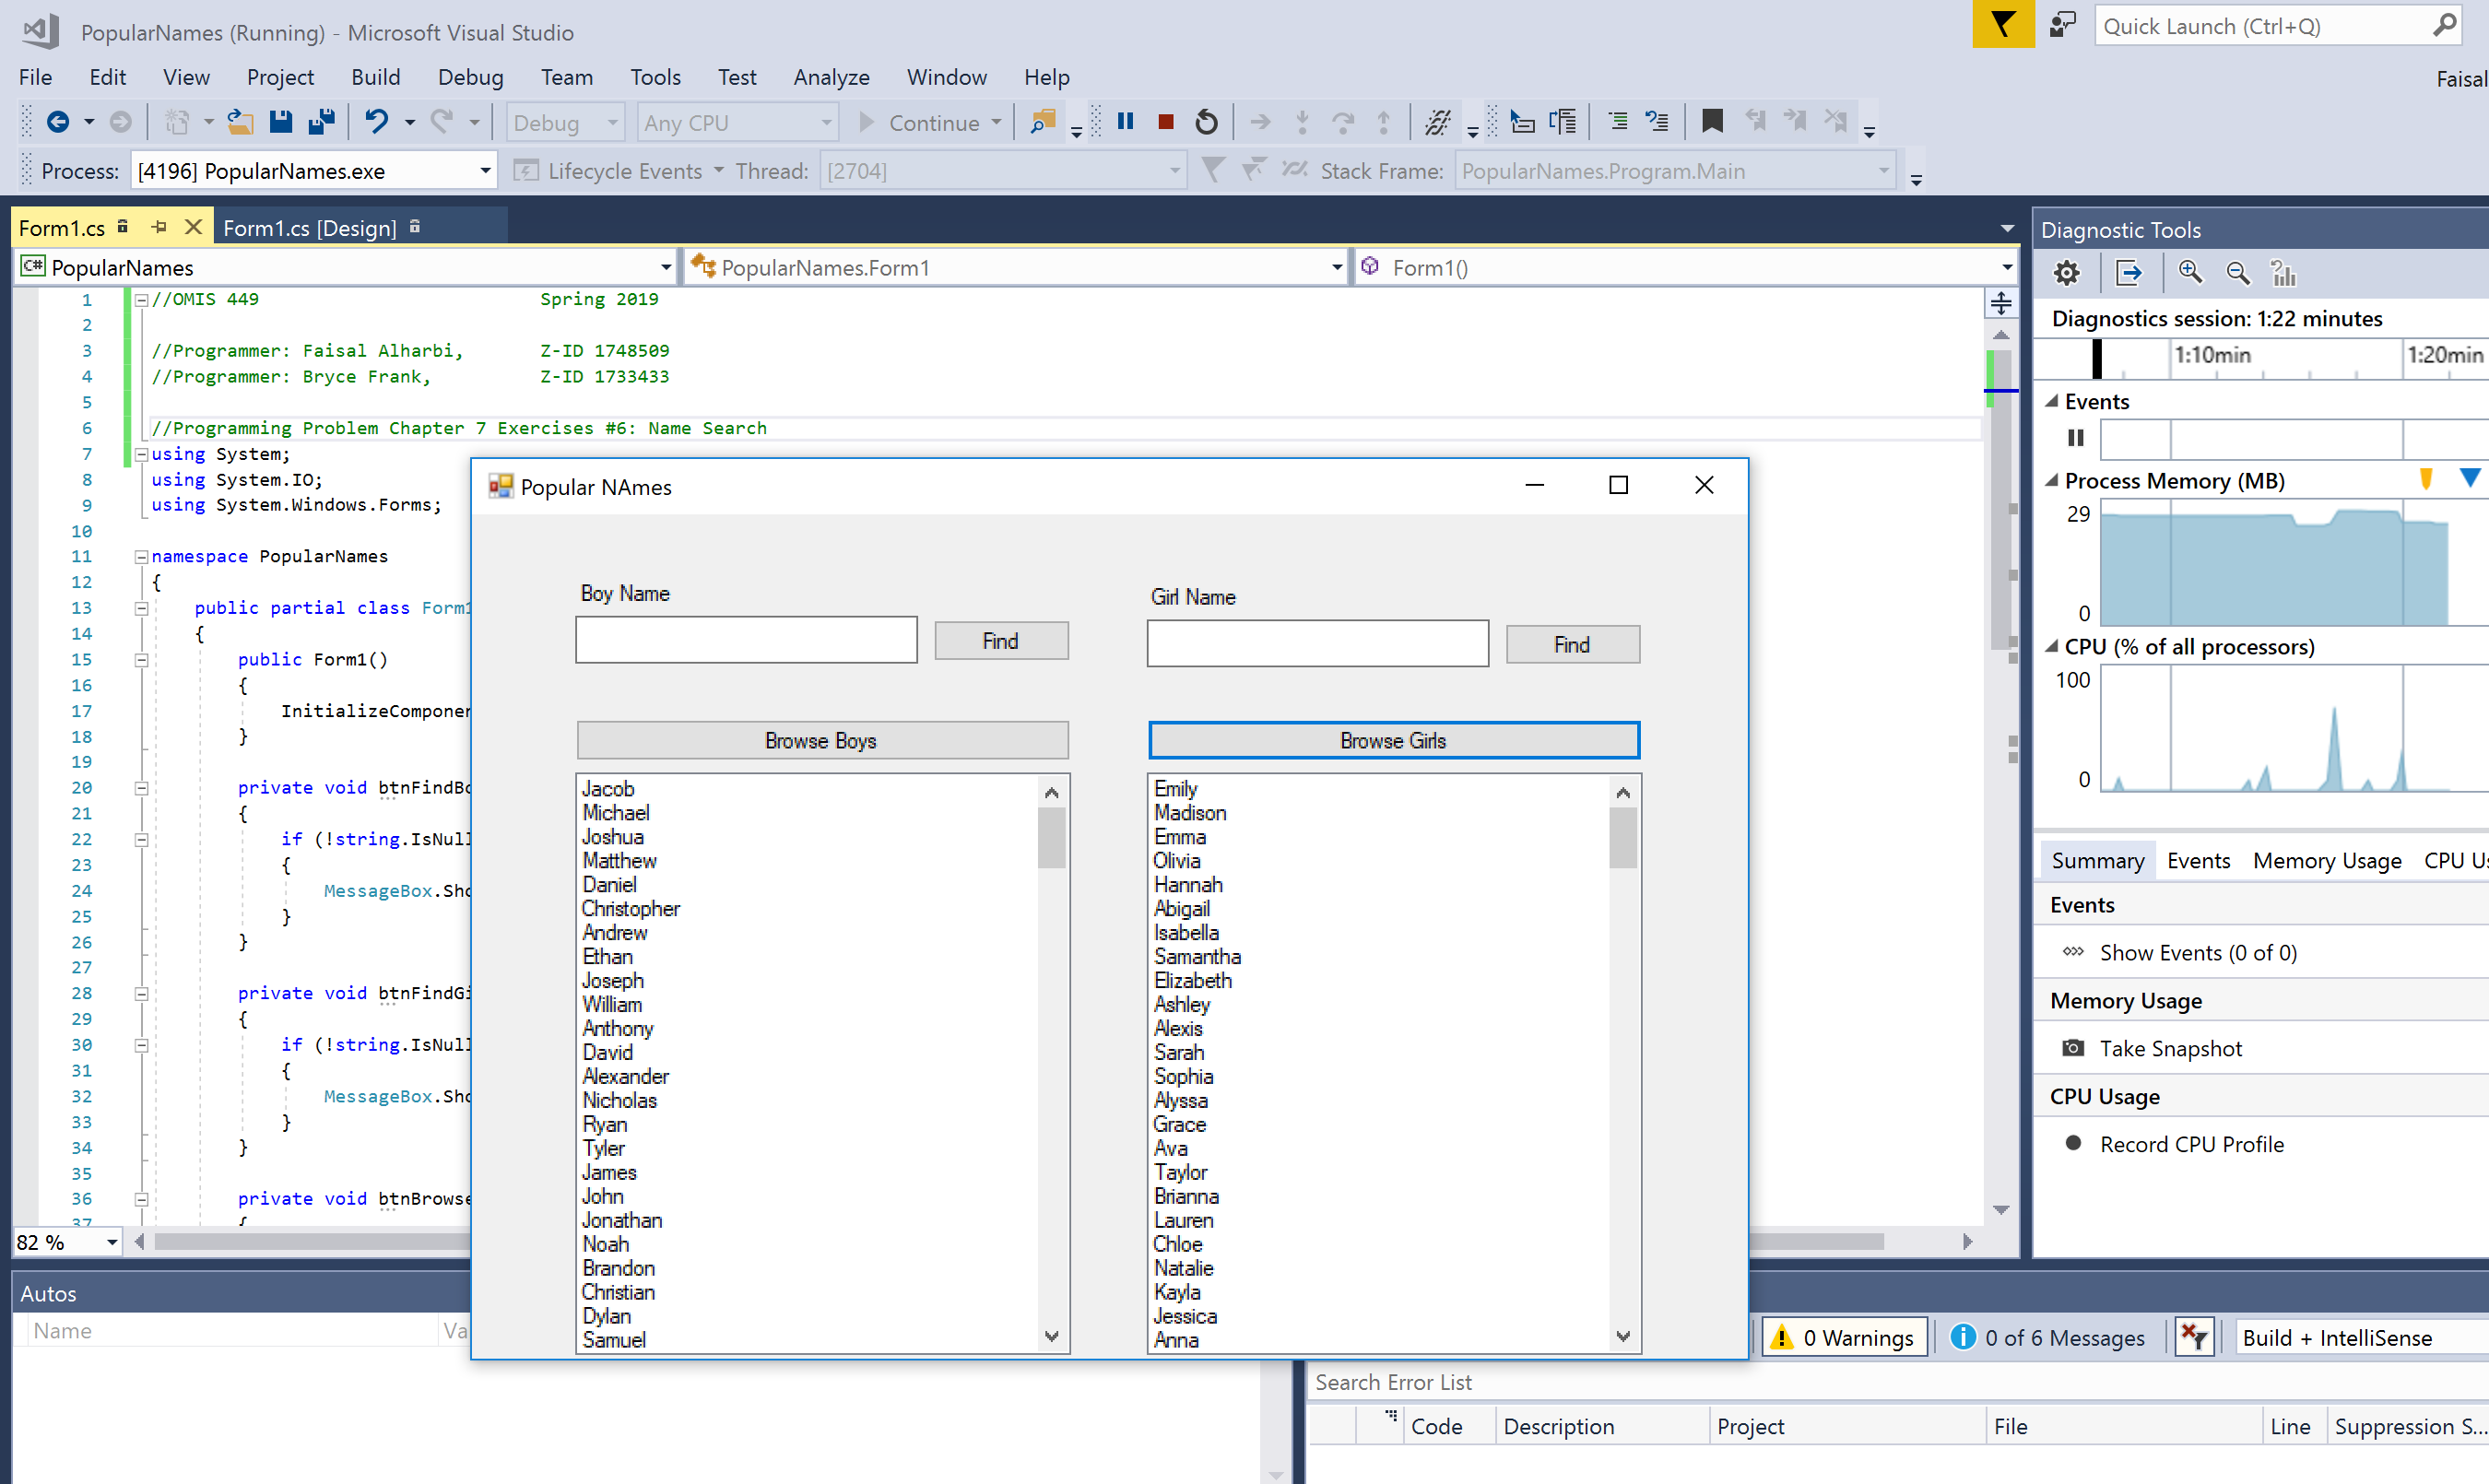 PopularNames (Running) - Microsoft Visual Studio
Quick Launch (Ctrl+Q)
File Edit View Project Build Debug Team Tools Test Analyze Window Help
Faisal
Debug Any CPU Continue
Process: [4196] PopularNames.exe Lifecycle Events Thread: [2704] Stack Frame: PopularNames.Program.Main
Form1.cs Form1.cs [Design]
C# PopularNames PopularNames.Form1 Form1()
1 //OMIS 449 Spring 2019
2
3 //Programmer: Faisal Alharbi, Z-ID 1748509
4 //Programmer: Bryce Frank, Z-ID 1733433
5
6 //Programming Problem Chapter 7 Exercises #6: Name Search
7 using System;
8 using System.IO;
9 using System.Windows.Forms;
10
11 namespace PopularNames
12 {
13 public partial class Form1
14 {
15 public Form1()
16 {
17 InitializeComponen
18 }
19
20 private void btnFindBo
21 {
22 if (!string.IsNull
23 {
24 MessageBox.Sho
25 }
26 }
27
28 private void btnFindGi
29 {
30 if (!string.IsNull
31 {
32 MessageBox.Sho
33 }
34 }
35
36 private void btnBrowse
37 {
82 %
Popular NAmes
Boy Name
Find
Browse Boys
Jacob
Michael
Joshua
Matthew
Daniel
Christopher
Andrew
Ethan
Joseph
William
Anthony
David
Alexander
Nicholas
Ryan
Tyler
James
John
Jonathan
Noah
Brandon
Christian
Dylan
Samuel
Girl Name
Find
Browse Girls
Emily
Madison
Emma
Olivia
Hannah
Abigail
Isabella
Samantha
Elizabeth
Ashley
Alexis
Sarah
Sophia
Alyssa
Grace
Ava
Taylor
Brianna
Lauren
Chloe
Natalie
Kayla
Jessica
Anna
Diagnostic Tools
Diagnostics session: 1:22 minutes
1:10min 1:20min
Events
Process Memory (MB)
29
0
CPU (% of all processors)
100
0
Summary Events Memory Usage CPU Us
Events
Show Events (0 of 0)
Memory Usage
Take Snapshot
CPU Usage
Record CPU Profile
Autos
Name Va
0 Warnings 0 of 6 Messages Build + IntelliSense
Search Error List
Code Description Project File Line Suppression S...